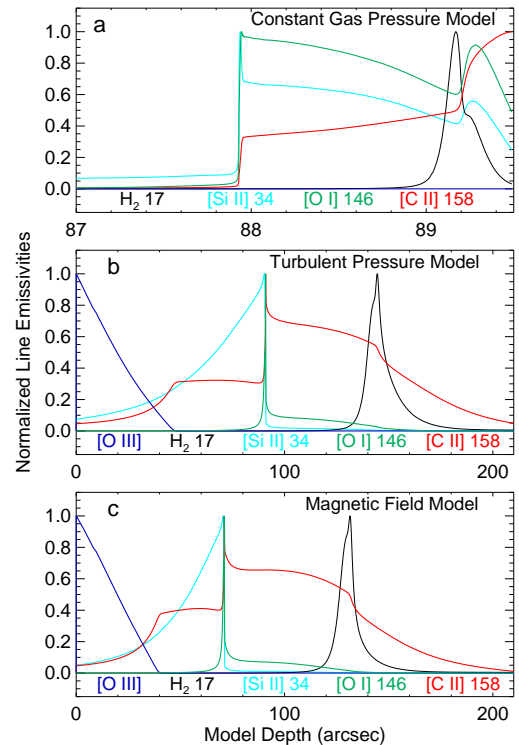 a Constant Gas Pressure Model
1.0
0.8
0.6
0.4
0.2
0.0
H₂ 17 [Si II] 34 [O I] 146 [C II] 158
87 88 89
Normalized Line Emissivities
b Turbulent Pressure Model
1.0
0.8
0.6
0.4
0.2
0.0
[O III] H₂ 17 [Si II] 34 [O I] 146 [C II] 158
0 100 200
c Magnetic Field Model
1.0
0.8
0.6
0.4
0.2
0.0
[O III] H₂ 17 [Si II] 34 [O I] 146 [C II] 158
0 100 200
Model Depth (arcsec)